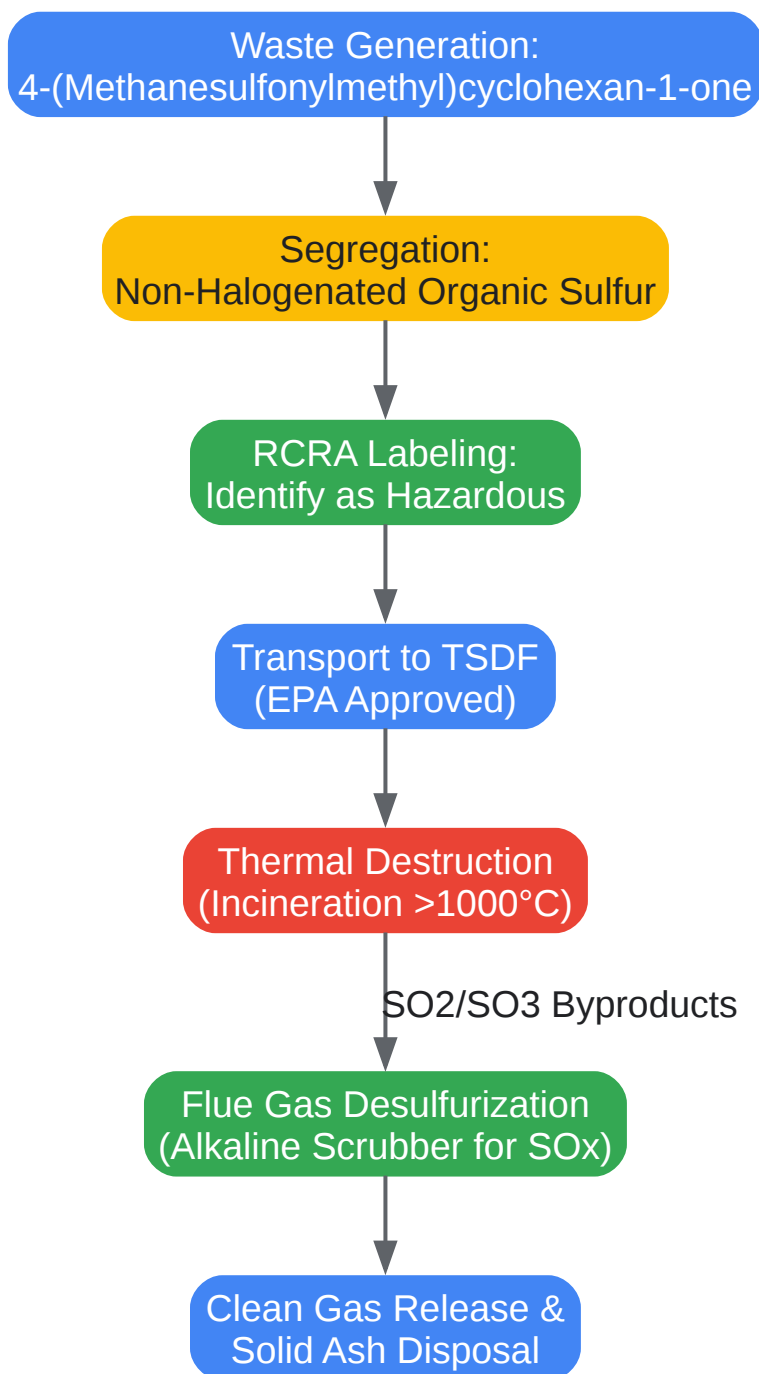 Waste Generation:
4-(Methanesulfonylmethyl)cyclohexan-1-one
Segregation:
Non-Halogenated Organic Sulfur
RCRA Labeling:
Identify as Hazardous
Transport to TSDF
(EPA Approved)
Thermal Destruction
(Incineration >1000°C)
SO2/SO3 Byproducts
Flue Gas Desulfurization
(Alkaline Scrubber for SOx)
Clean Gas Release &
Solid Ash Disposal